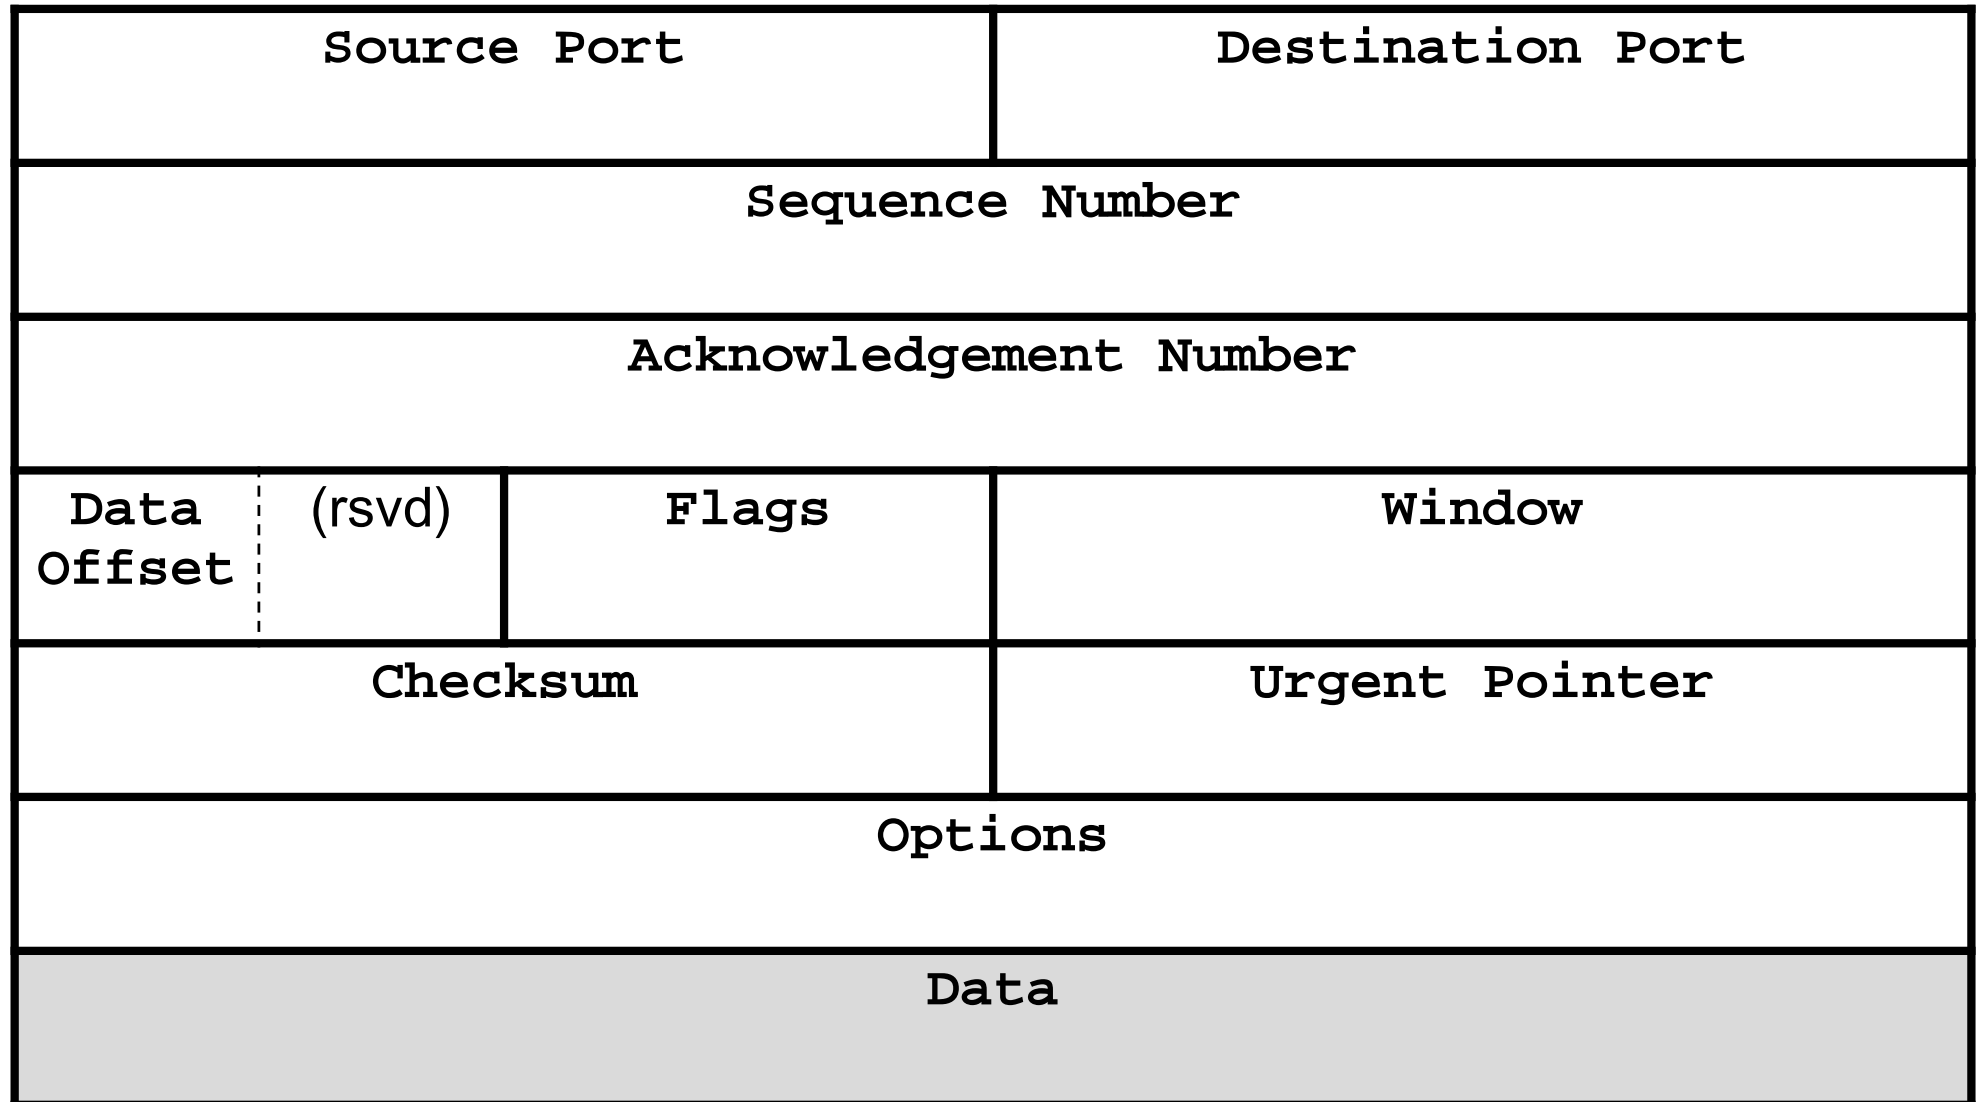 Source Port
Destination Port
Sequence Number
Acknowledgement Number
Data
Offset
(rsvd)
Flags
Window
Checksum
Urgent Pointer
Options
Data